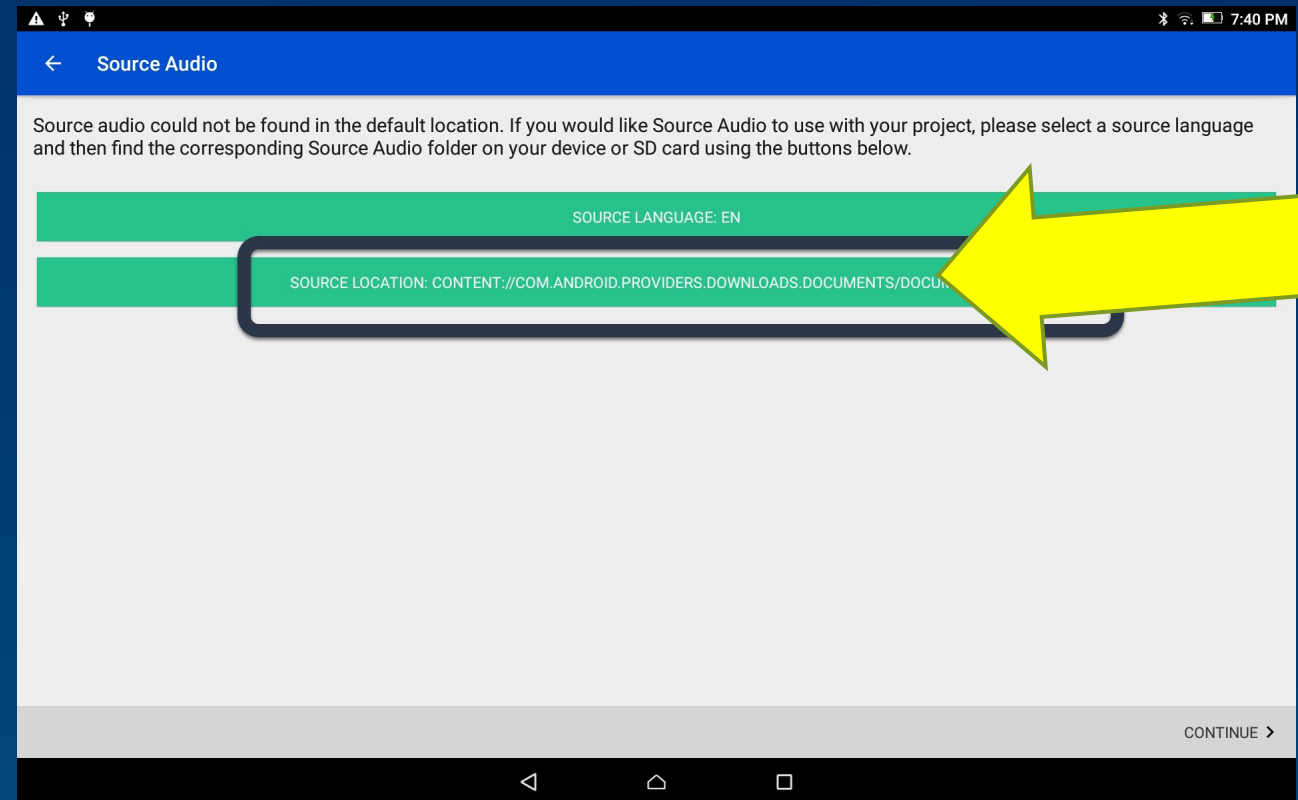 7:40 PM
Source Audio
Source audio could not be found in the default location. If you would like Source Audio to use with your project, please select a source language
and then find the corresponding Source Audio folder on your device or SD card using the buttons below.
SOURCE LANGUAGE: EN
SOURCE LOCATION: CONTENT://COM.ANDROID.PROVIDERS.DOWNLOADS.DOCUMENTS/
CONTINUE